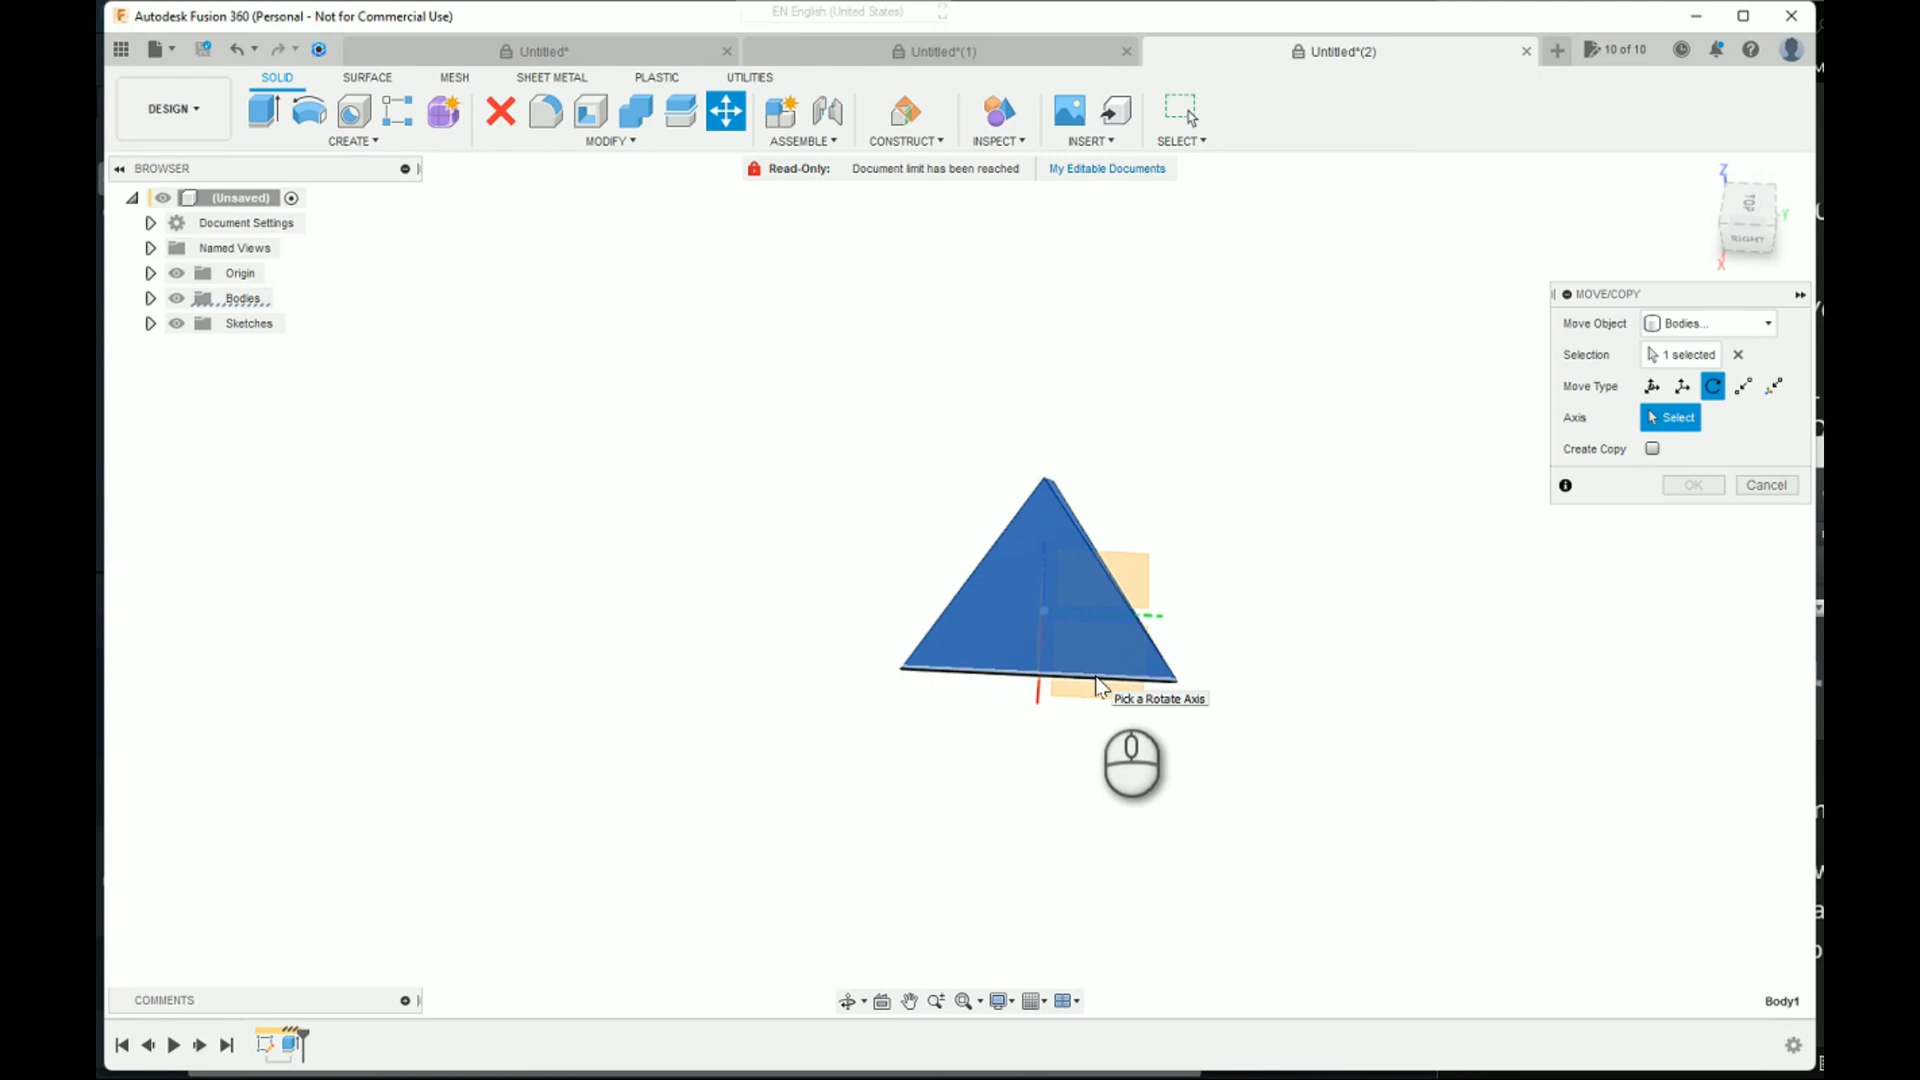 Autodesk Fusion 360 (Personal - Not for Commercial Use)
EN English (United States)
Untitled*
Untitled*(1)
Untitled*(2)
10 of 10
SOLID
SURFACE
MESH
SHEET METAL
PLASTIC
UTILITIES
DESIGN
CREATE
MODIFY
ASSEMBLE
CONSTRUCT
INSPECT
INSERT
SELECT
BROWSER
Read-Only: Document limit has been reached My Editable Documents
(Unsaved)
Document Settings
Named Views
Origin
Bodies
Sketches
Z
TOP
Y
RIGHT
X
MOVE/COPY
Move Object Bodies...
Selection 1 selected
Move Type
Axis Select
Create Copy
OK Cancel
Pick a Rotate Axis
COMMENTS
Body1